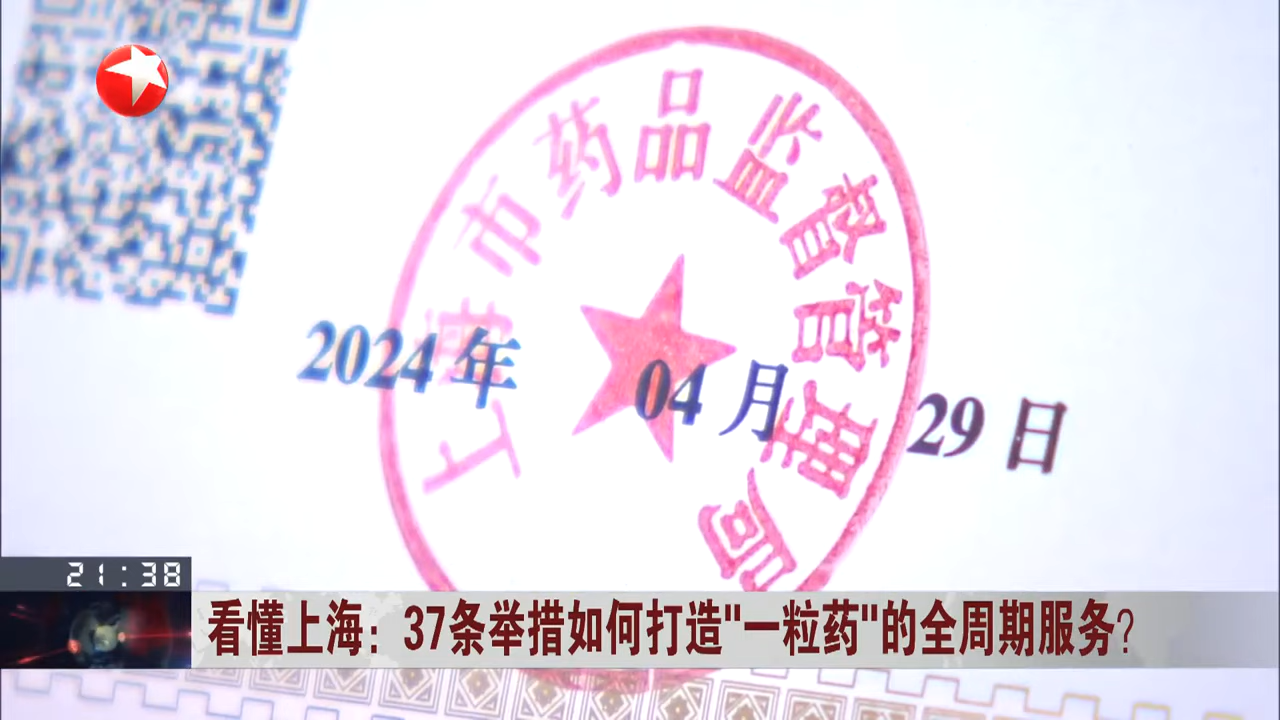 上海市药品监督管理局
2024年 04月 29日
21:38
看懂上海：37条举措如何打造"一粒药"的全周期服务?